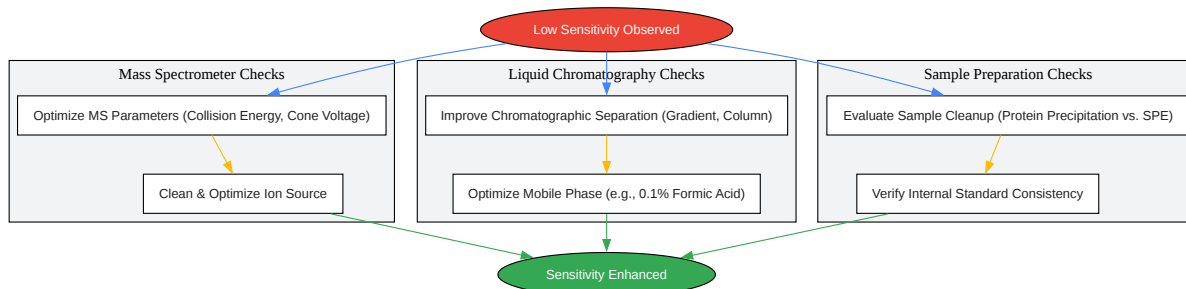 Low Sensitivity Observed
Mass Spectrometer Checks
Liquid Chromatography Checks
Sample Preparation Checks
Optimize MS Parameters (Collision Energy, Cone Voltage)
Improve Chromatographic Separation (Gradient, Column)
Evaluate Sample Cleanup (Protein Precipitation vs. SPE)
Clean & Optimize Ion Source
Optimize Mobile Phase (e.g., 0.1% Formic Acid)
Verify Internal Standard Consistency
Sensitivity Enhanced